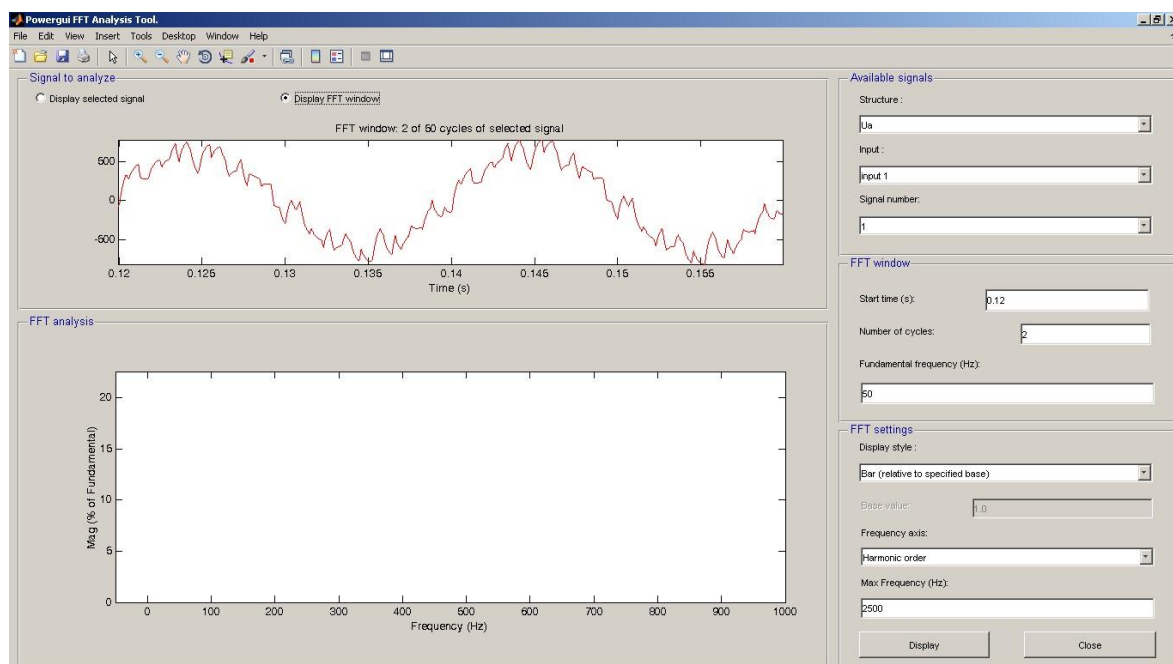 Powergui FFT Analysis Tool.
File Edit View Insert Tools Desktop Window Help
Signal to analyze
Display selected signal
Display FFT window
FFT window: 2 of 50 cycles of selected signal
500
0
-500
0.12 0.125 0.13 0.135 0.14 0.145 0.15 0.155
Time (s)
FFT analysis
20
15
10
5
0
Mag (% of Fundamental)
0 100 200 300 400 500 600 700 800 900 1000
Frequency (Hz)
Available signals
Structure :
Ua
Input :
input 1
Signal number:
1
FFT window
Start time (s): 0.12
Number of cycles: 2
Fundamental frequency (Hz):
50
FFT settings
Display style :
Bar (relative to specified base)
Base value: 1.0
Frequency axis:
Harmonic order
Max Frequency (Hz):
2500
Display Close